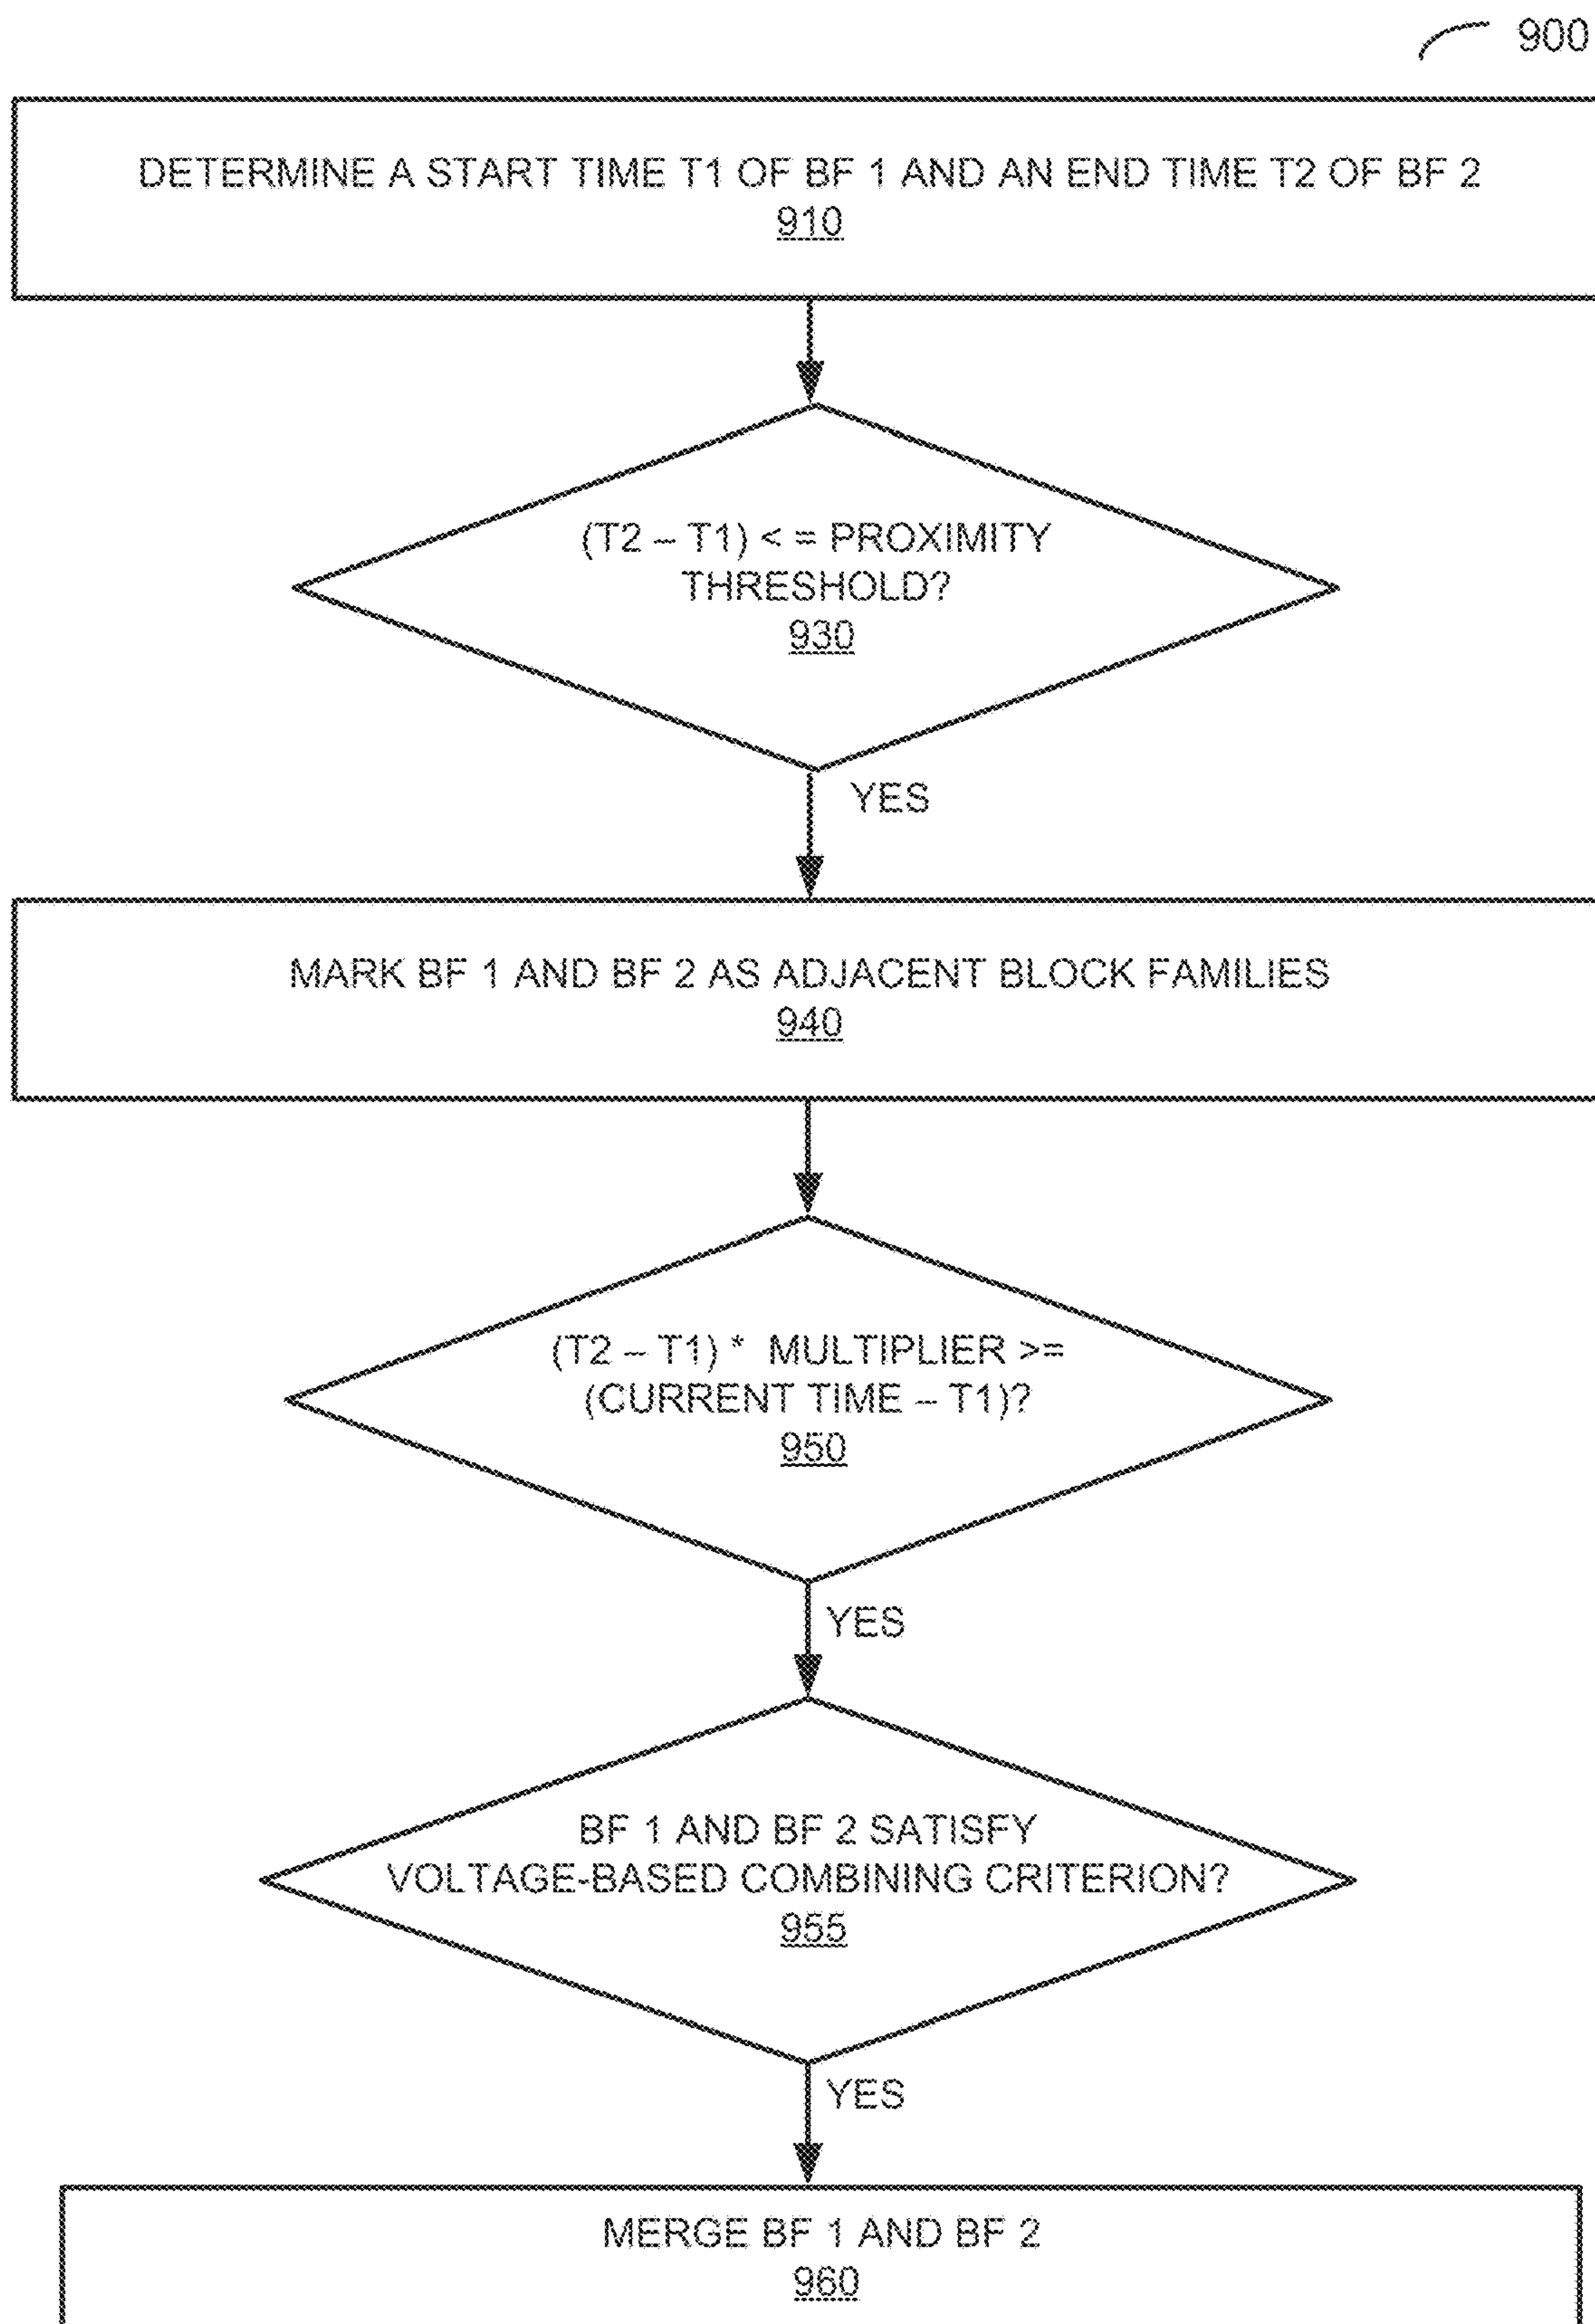 900
DETERMINE A START TIME T1 OF BF 1 AND AN END TIME T2 OF BF 2
910
(T2 – T1) < = PROXIMITY
THRESHOLD?
930
YES
MARK BF 1 AND BF 2 AS ADJACENT BLOCK FAMILIES
940
(T2 – T1) * MULTIPLIER >=
(CURRENT TIME – T1)?
950
YES
BF 1 AND BF 2 SATISFY
VOLTAGE-BASED COMBINING CRITERION?
955
YES
MERGE BF 1 AND BF 2
960